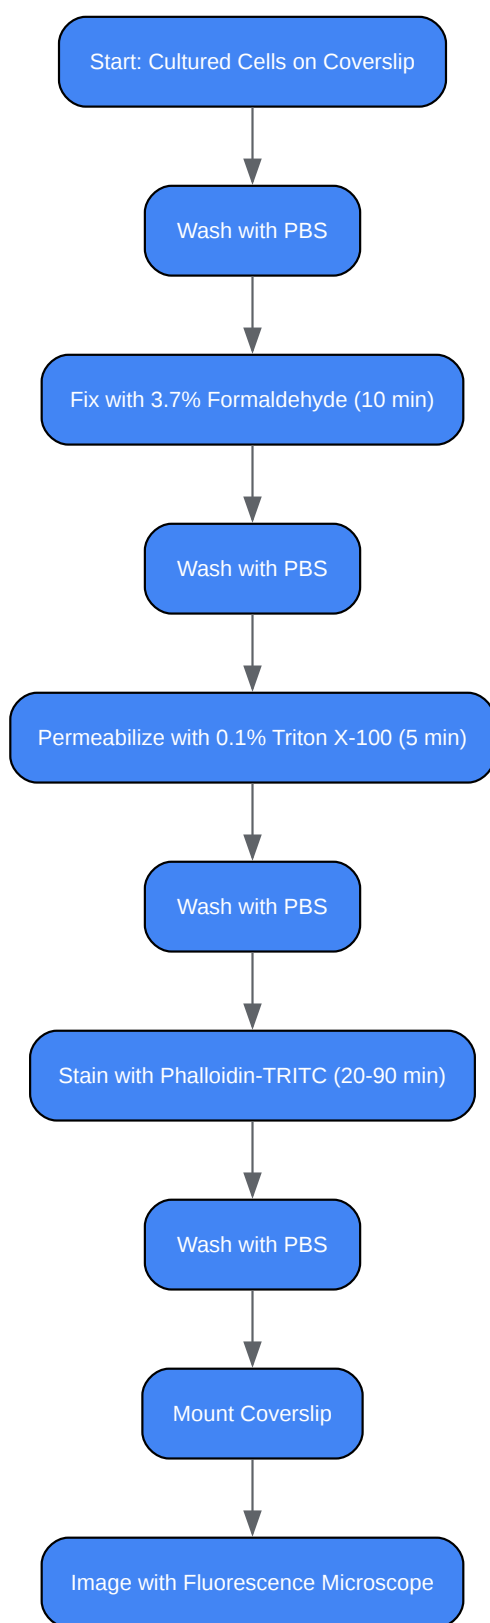 Start: Cultured Cells on Coverslip
Wash with PBS
Fix with 3.7% Formaldehyde (10 min)
Wash with PBS
Permeabilize with 0.1% Triton X-100 (5 min)
Wash with PBS
Stain with Phalloidin-TRITC (20-90 min)
Wash with PBS
Mount Coverslip
Image with Fluorescence Microscope